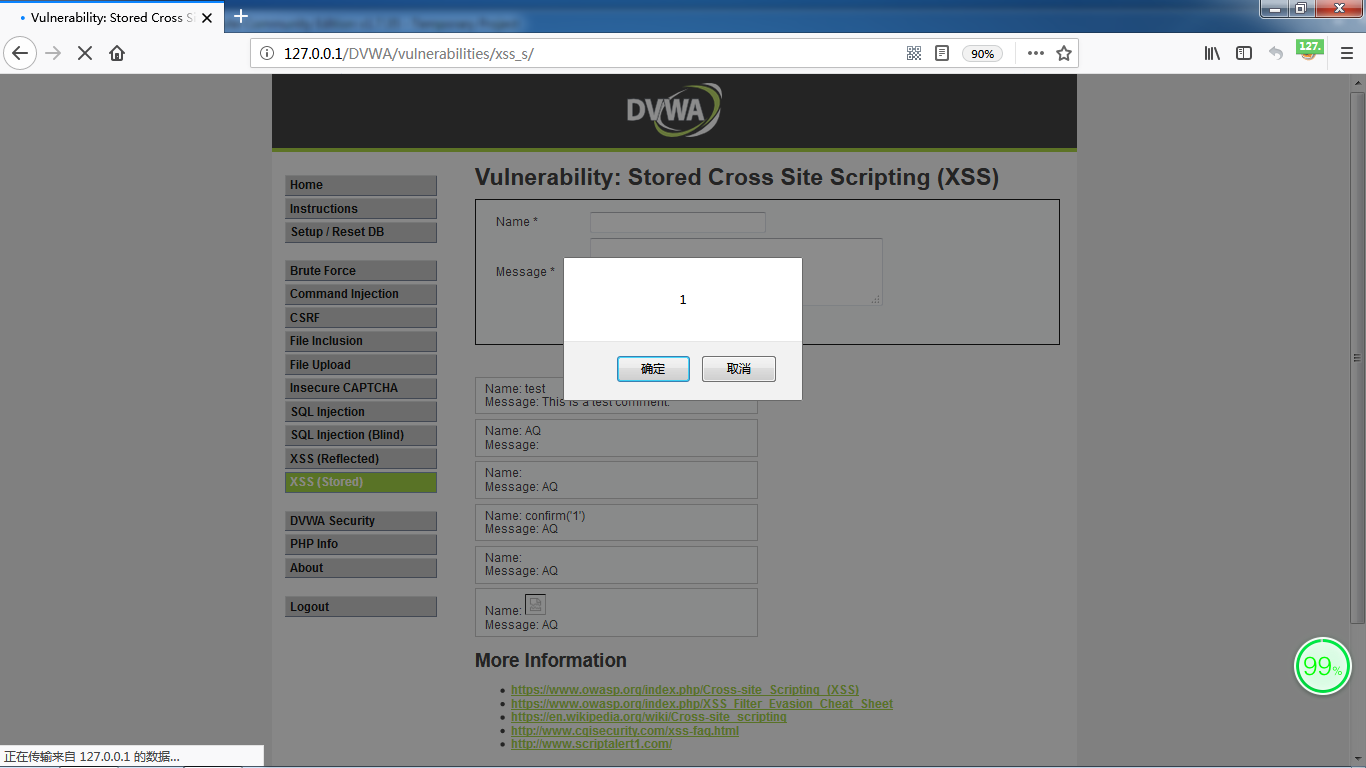 Vulnerability: Stored Cross S
127.0.0.1/DVWA/vulnerabilities/xss_s/
90%
127.
DVWA
Home
Instructions
Setup / Reset DB
Brute Force
Command Injection
CSRF
File Inclusion
File Upload
Insecure CAPTCHA
SQL Injection
SQL Injection (Blind)
XSS (Reflected)
XSS (Stored)
DVWA Security
PHP Info
About
Logout
Vulnerability: Stored Cross Site Scripting (XSS)
Name *
Message *
1
确定
取消
Name: test
Message: This is a test comment.
Name: AQ
Message:
Name:
Message: AQ
Name: confirm('1')
Message: AQ
Name:
Message: AQ
Name:
Message: AQ
More Information
https://www.owasp.org/index.php/Cross-site_Scripting_(XSS)
https://www.owasp.org/index.php/XSS_Filter_Evasion_Cheat_Sheet
https://en.wikipedia.org/wiki/Cross-site_scripting
http://www.cgisecurity.com/xss-faq.html
http://www.scriptalert1.com/
99%
正在传输来自 127.0.0.1 的数据...